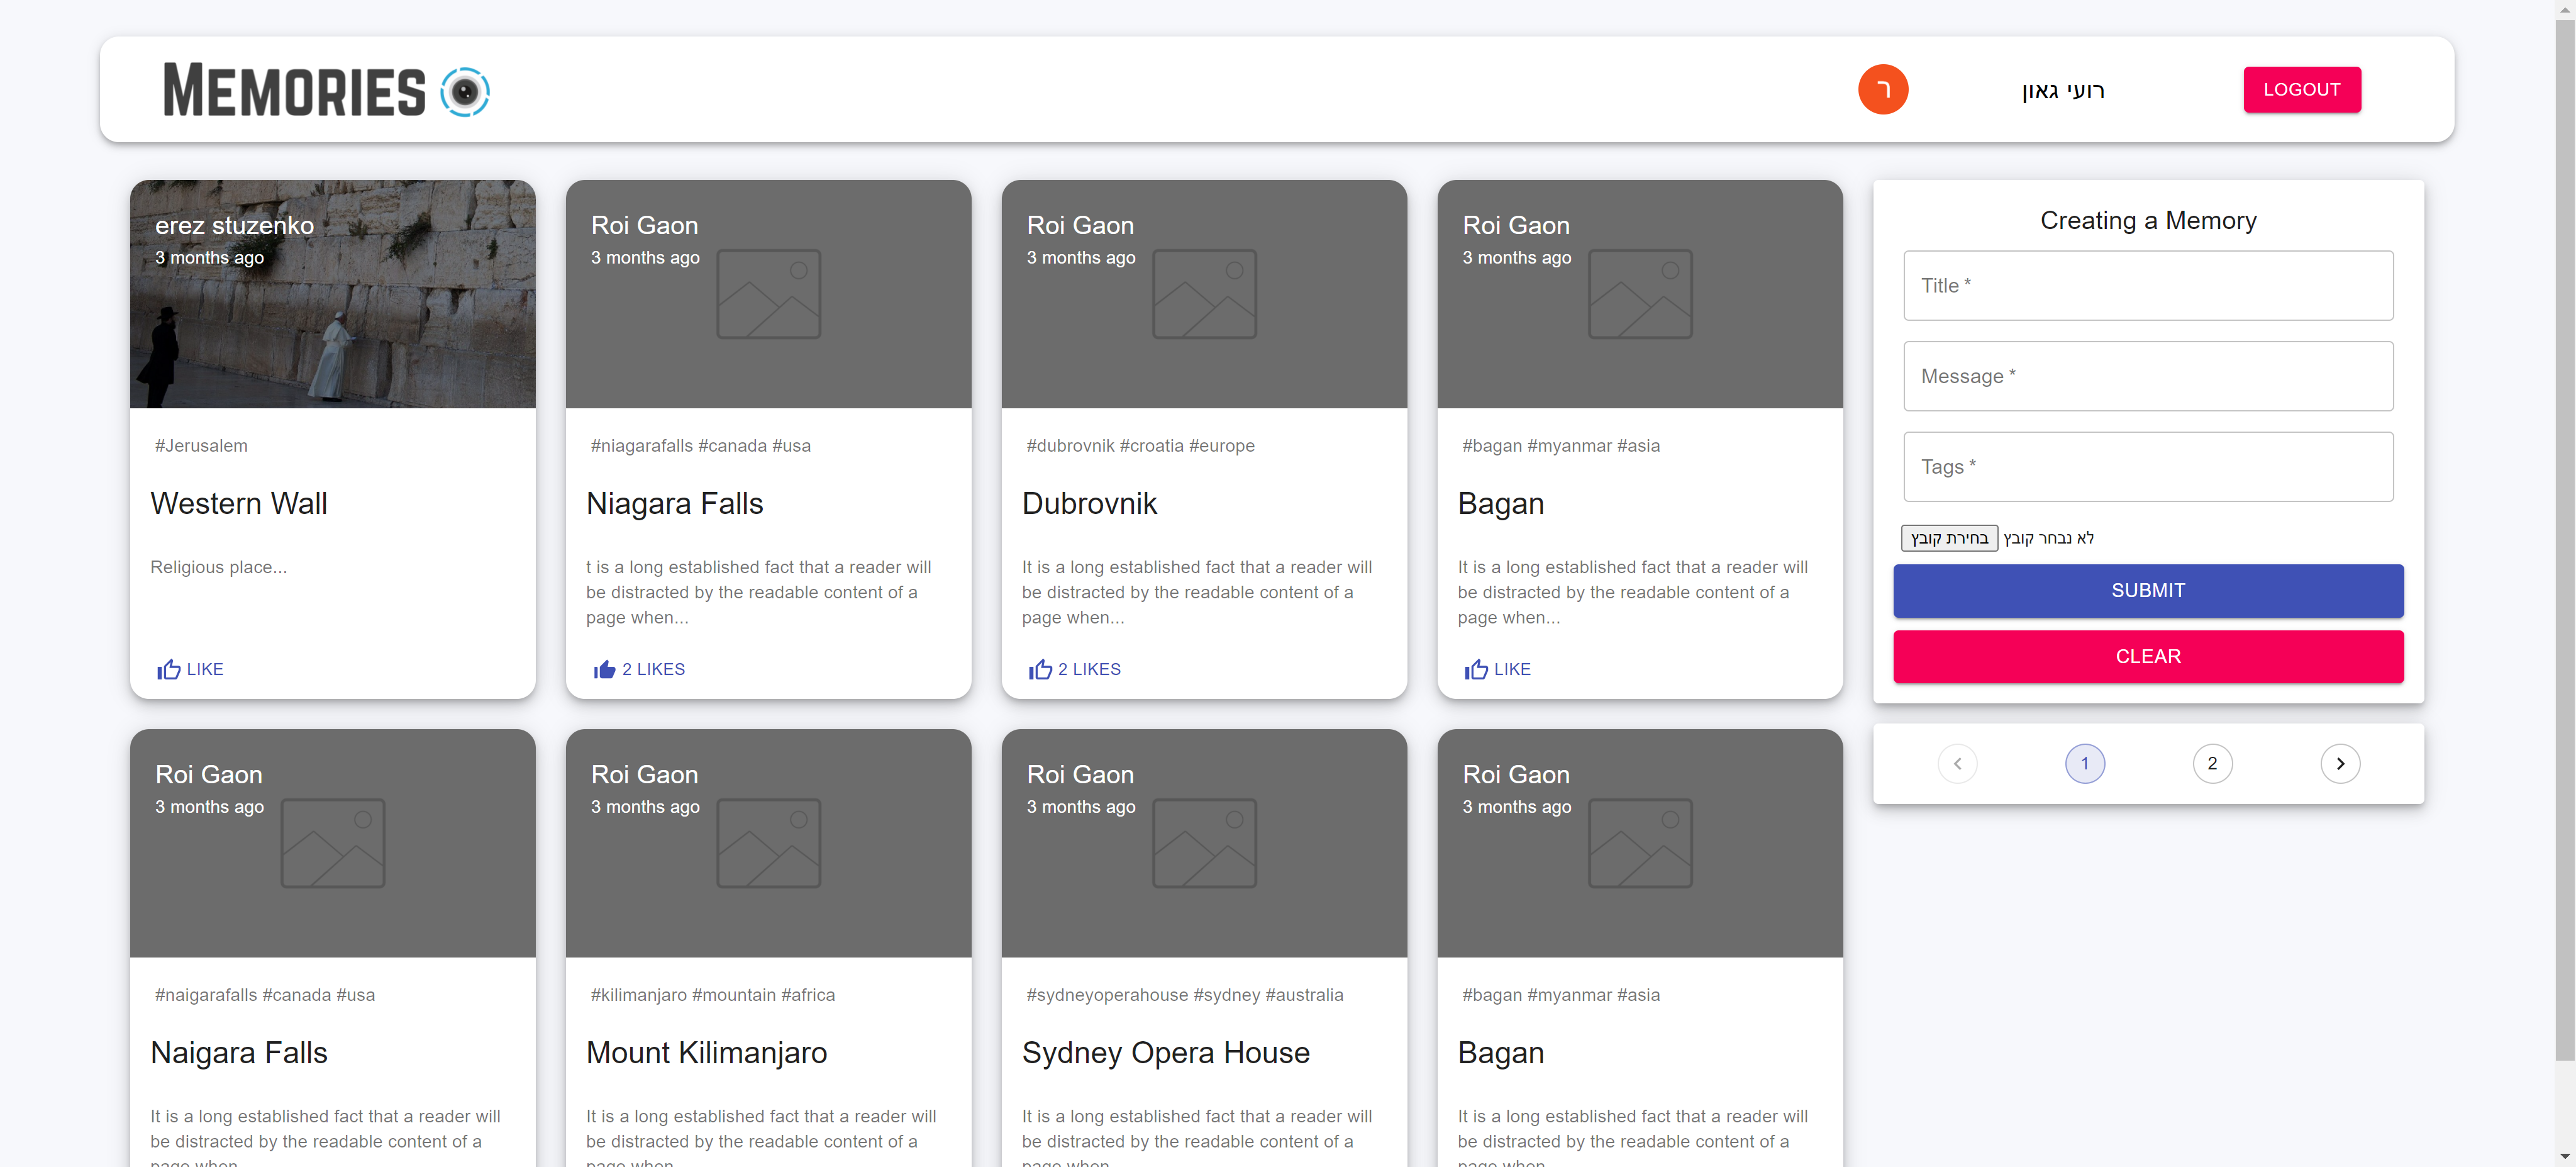 MEMORIES
ר
רועי גאון
LOGOUT
erez stuzenko
3 months ago
#Jerusalem
Western Wall
Religious place...
LIKE
Roi Gaon
3 months ago
#niagarafalls #canada #usa
Niagara Falls
t is a long established fact that a reader will
be distracted by the readable content of a
page when...
2 LIKES
Roi Gaon
3 months ago
#dubrovnik #croatia #europe
Dubrovnik
It is a long established fact that a reader will
be distracted by the readable content of a
page when...
2 LIKES
Roi Gaon
3 months ago
#bagan #myanmar #asia
Bagan
It is a long established fact that a reader will
be distracted by the readable content of a
page when...
LIKE
Creating a Memory
Title *
Message *
Tags *
בחירת קובץ לא נבחר קובץ
SUBMIT
CLEAR
1 2
Roi Gaon
3 months ago
#naigarafalls #canada #usa
Naigara Falls
It is a long established fact that a reader will
be distracted by the readable content of a
page when
Roi Gaon
3 months ago
#kilimanjaro #mountain #africa
Mount Kilimanjaro
It is a long established fact that a reader will
be distracted by the readable content of a
page when
Roi Gaon
3 months ago
#sydneyoperahouse #sydney #australia
Sydney Opera House
It is a long established fact that a reader will
be distracted by the readable content of a
page when
Roi Gaon
3 months ago
#bagan #myanmar #asia
Bagan
It is a long established fact that a reader will
be distracted by the readable content of a
page when